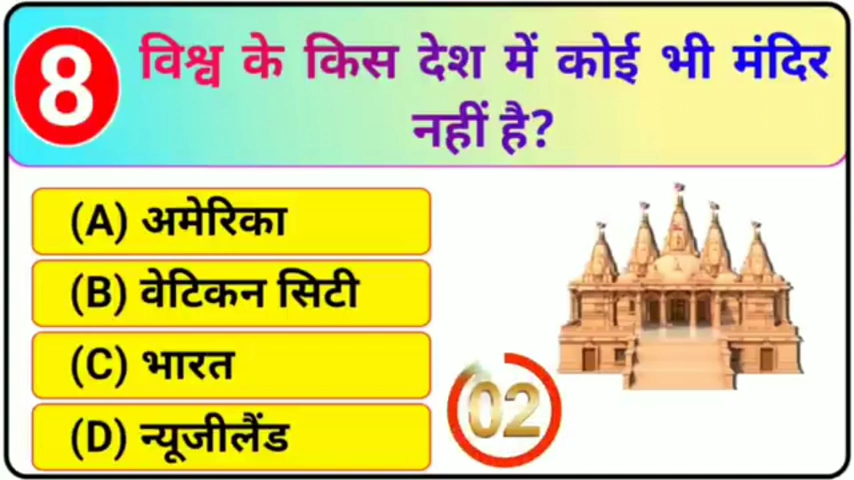 8
विश्व के किस देश में कोई भी मंदिर
नहीं है?
(A) अमेरिका
(B) वेटिकन सिटी
(C) भारत
(D) न्यूजीलैंड
02